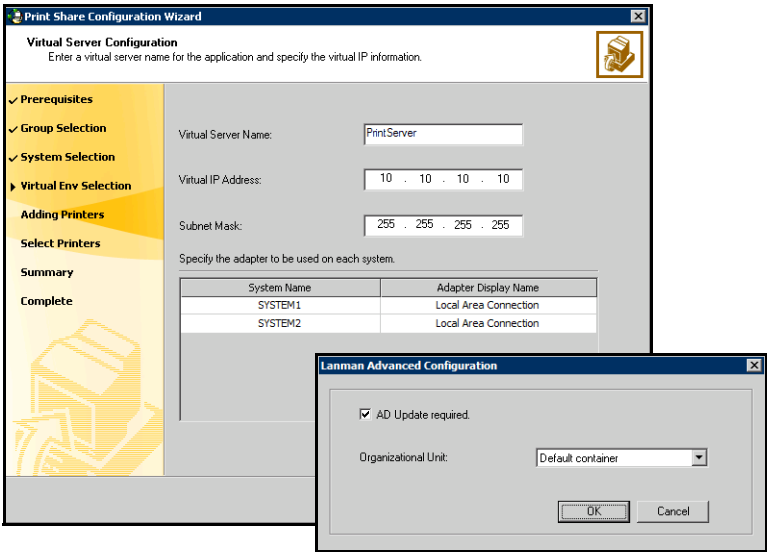 Print Share Configuration Wizard
Virtual Server Configuration
Enter a virtual server name for the application and specify the virtual IP information.
Prerequisites
Group Selection
System Selection
Virtual Env Selection
Adding Printers
Select Printers
Summary
Complete
Virtual Server Name: PrintServer
Virtual IP Address: 10 . 10 . 10 . 10
Subnet Mask: 255 . 255 . 255 . 255
Specify the adapter to be used on each system.
System Name Adapter Display Name
SYSTEM1 Local Area Connection
SYSTEM2 Local Area Connection
Lanman Advanced Configuration
AD Update required.
Organizational Unit: Default container
OK Cancel